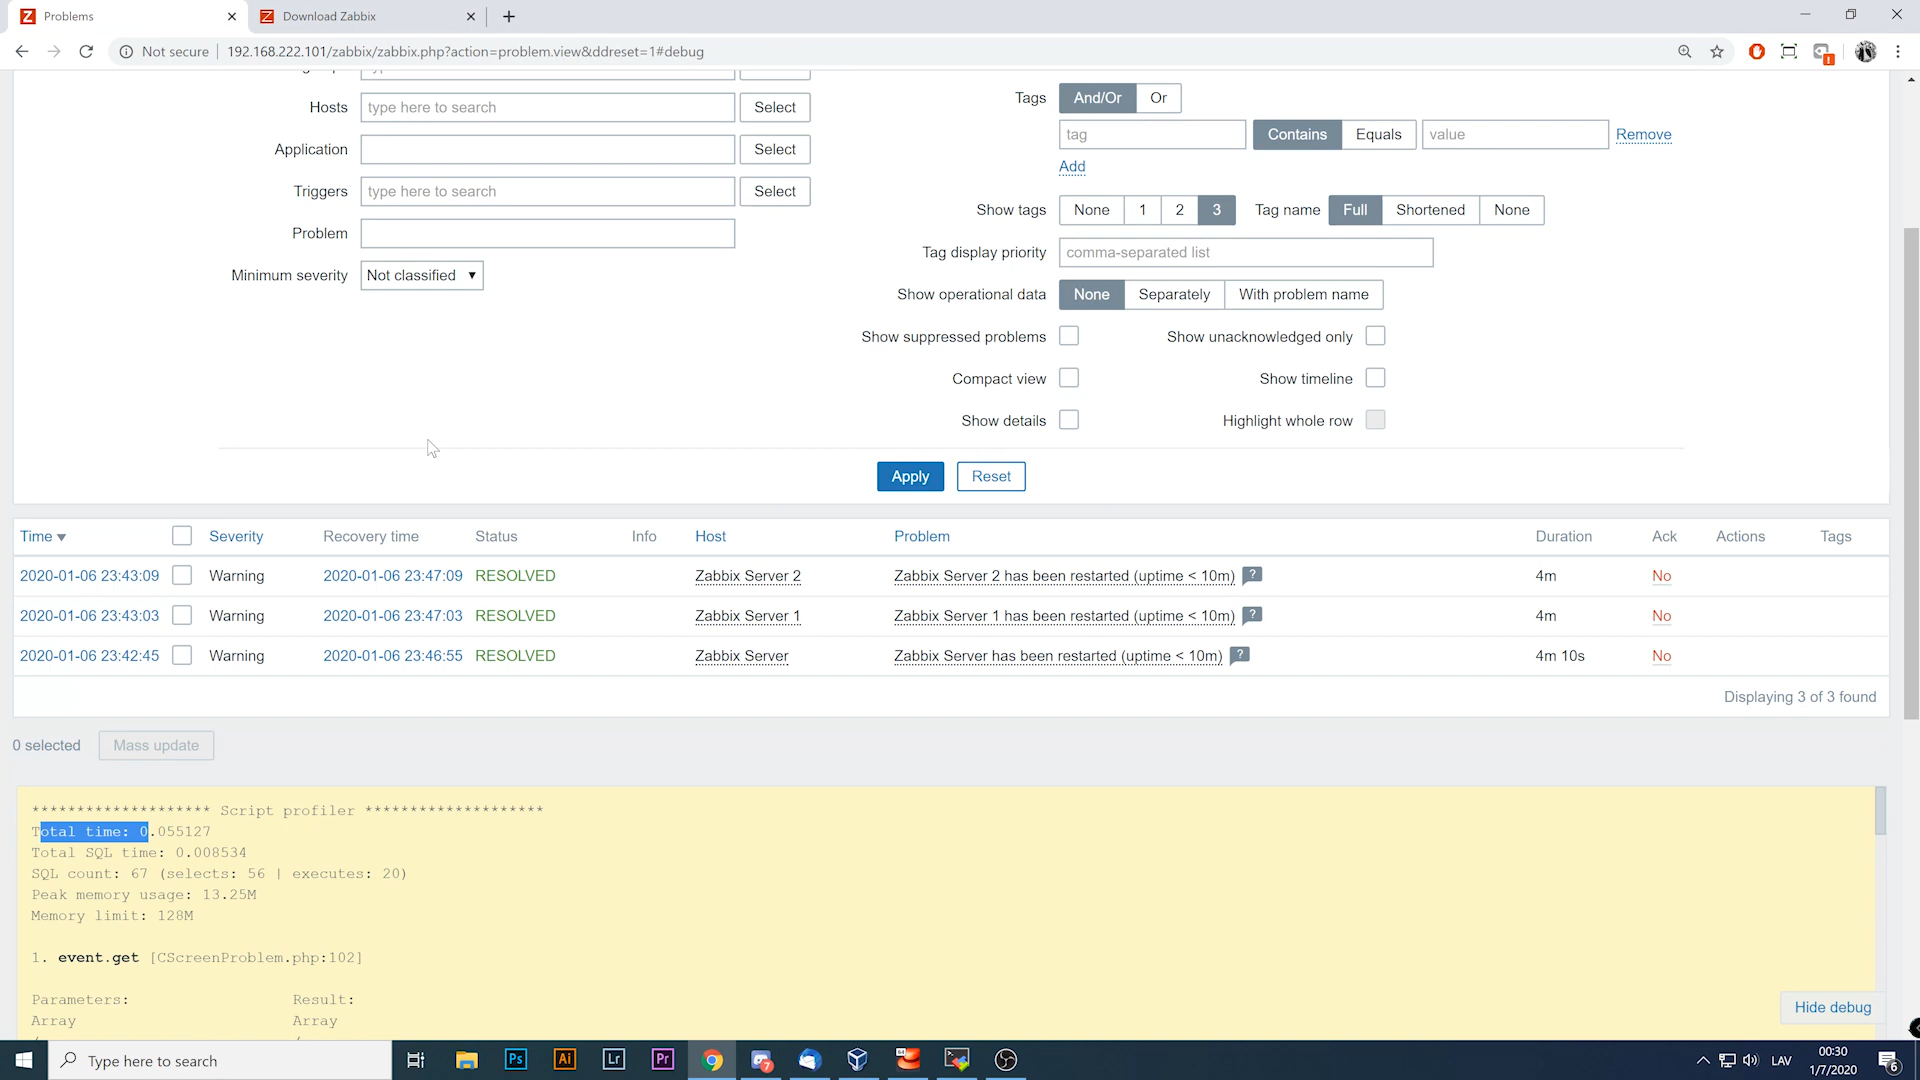 Problems
Download Zabbix
Not secure
192.168.222.101/zabbix/zabbix.php?action=problem.view&ddreset=1#debug
Hosts type here to search Select
Application Select
Triggers type here to search Select
Problem
Minimum severity Not classified
Tags And/Or Or
tag Contains Equals value Remove
Add
Show tags None 1 2 3 Tag name Full Shortened None
Tag display priority comma-separated list
Show operational data None Separately With problem name
Show suppressed problems Show unacknowledged only
Compact view Show timeline
Show details Highlight whole row
Apply Reset
Time Severity Recovery time Status Info Host Problem Duration Ack Actions Tags
2020-01-06 23:43:09 Warning 2020-01-06 23:47:09 RESOLVED Zabbix Server 2 Zabbix Server 2 has been restarted (uptime < 10m) ? 4m No
2020-01-06 23:43:03 Warning 2020-01-06 23:47:03 RESOLVED Zabbix Server 1 Zabbix Server 1 has been restarted (uptime < 10m) ? 4m No
2020-01-06 23:42:45 Warning 2020-01-06 23:46:55 RESOLVED Zabbix Server Zabbix Server has been restarted (uptime < 10m) ? 4m 10s No
Displaying 3 of 3 found
0 selected Mass update
******************** Script profiler ********************
Total time: 0.055127
Total SQL time: 0.008534
SQL count: 67 (selects: 56 | executes: 20)
Peak memory usage: 13.25M
Memory limit: 128M
1. event.get [CScreenProblem.php:102]
Parameters: Result:
Array Array
Hide debug
Type here to search
Ps Ai Lr Pr 7 64
LAV
00:30
1/7/2020
6